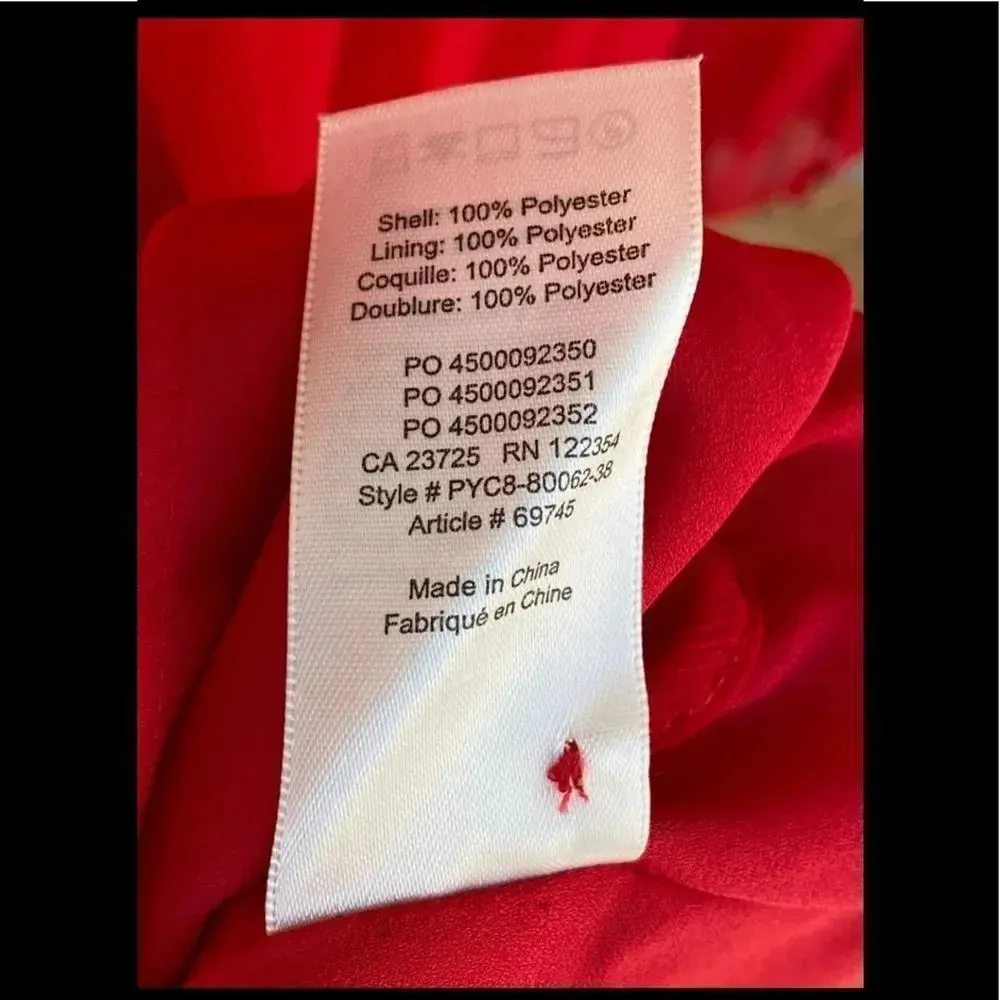 Shell: 100% Polyester
Lining: 100% Polyester
Coquille: 100% Polyester
Doublure: 100% Polyester
PO 4500092350
PO 4500092351
PO 4500092352
CA 23725 RN 122354
Style # PYC8-80062-38
Article # 69745
Made in China
Fabriqué en Chine